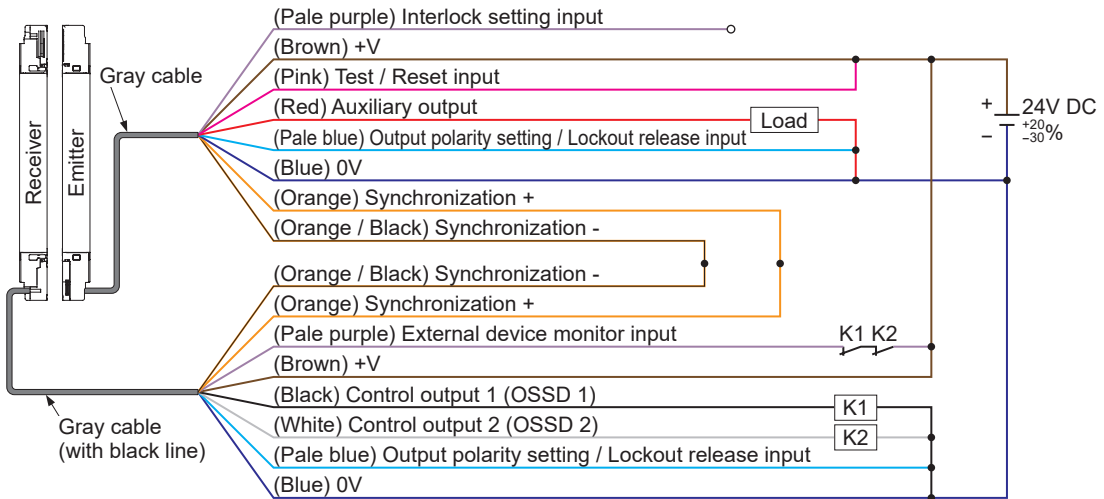 (Pale purple) Interlock setting input
(Brown) +V
Gray cable
(Pink) Test / Reset input
(Red) Auxiliary output
Load
+
24V DC
+20
−30 %
−
(Pale blue) Output polarity setting / Lockout release input
(Blue) 0V
Receiver
Emitter
(Orange) Synchronization +
(Orange / Black) Synchronization -
(Orange / Black) Synchronization -
(Orange) Synchronization +
(Pale purple) External device monitor input
K1 K2
(Brown) +V
(Black) Control output 1 (OSSD 1)
K1
(White) Control output 2 (OSSD 2)
K2
Gray cable
(with black line)
(Pale blue) Output polarity setting / Lockout release input
(Blue) 0V